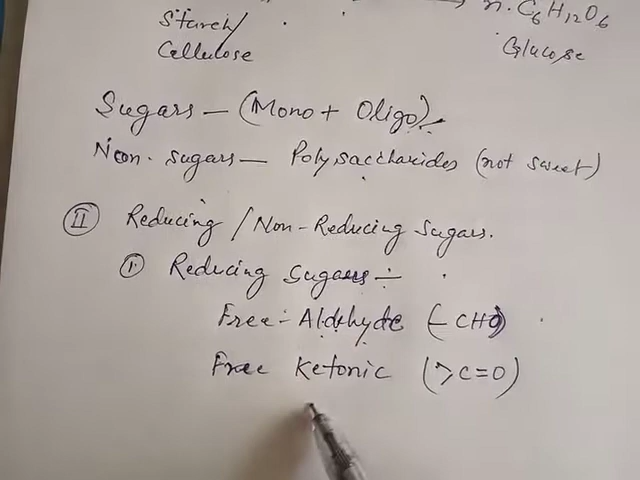 Starch/ → n. C6H12O6
Cellulose Glucose
Sugars — (Mono + Oligo)
Non. sugars — Polysaccharides (not sweet)
II Reducing / Non-Reducing Sugars.
1. Reducing Sugars ÷
Free - Aldehyde (-CHO)
Free Ketonic (>C=O)